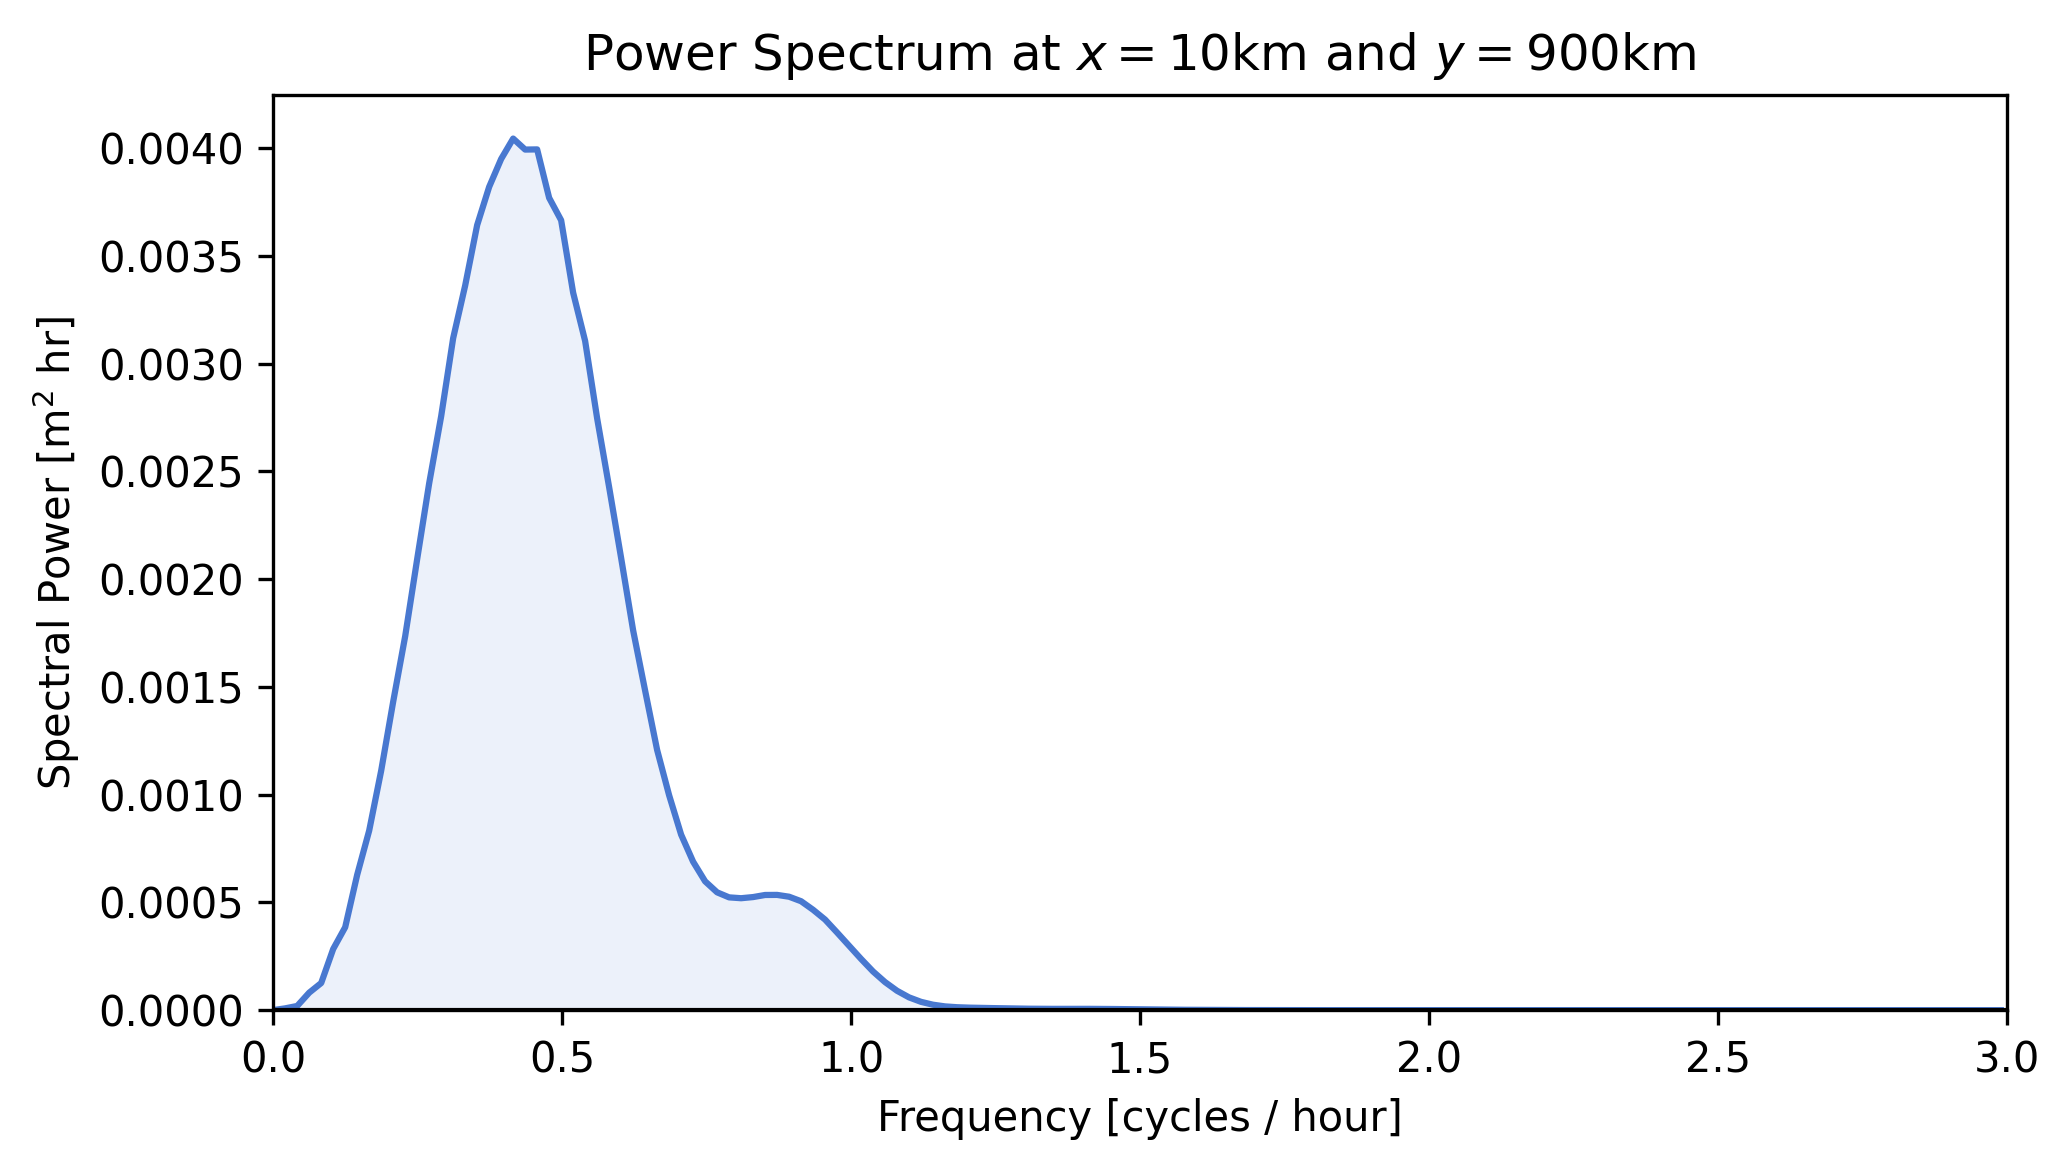 Power Spectrum at x = 10km and y = 900km
0.0040
0.0035
0.0030
0.0025
0.0020
0.0015
0.0010
0.0005
0.0000
Spectral Power [m² hr]
0.0 0.5 1.0 1.5 2.0 2.5 3.0
Frequency [cycles / hour]